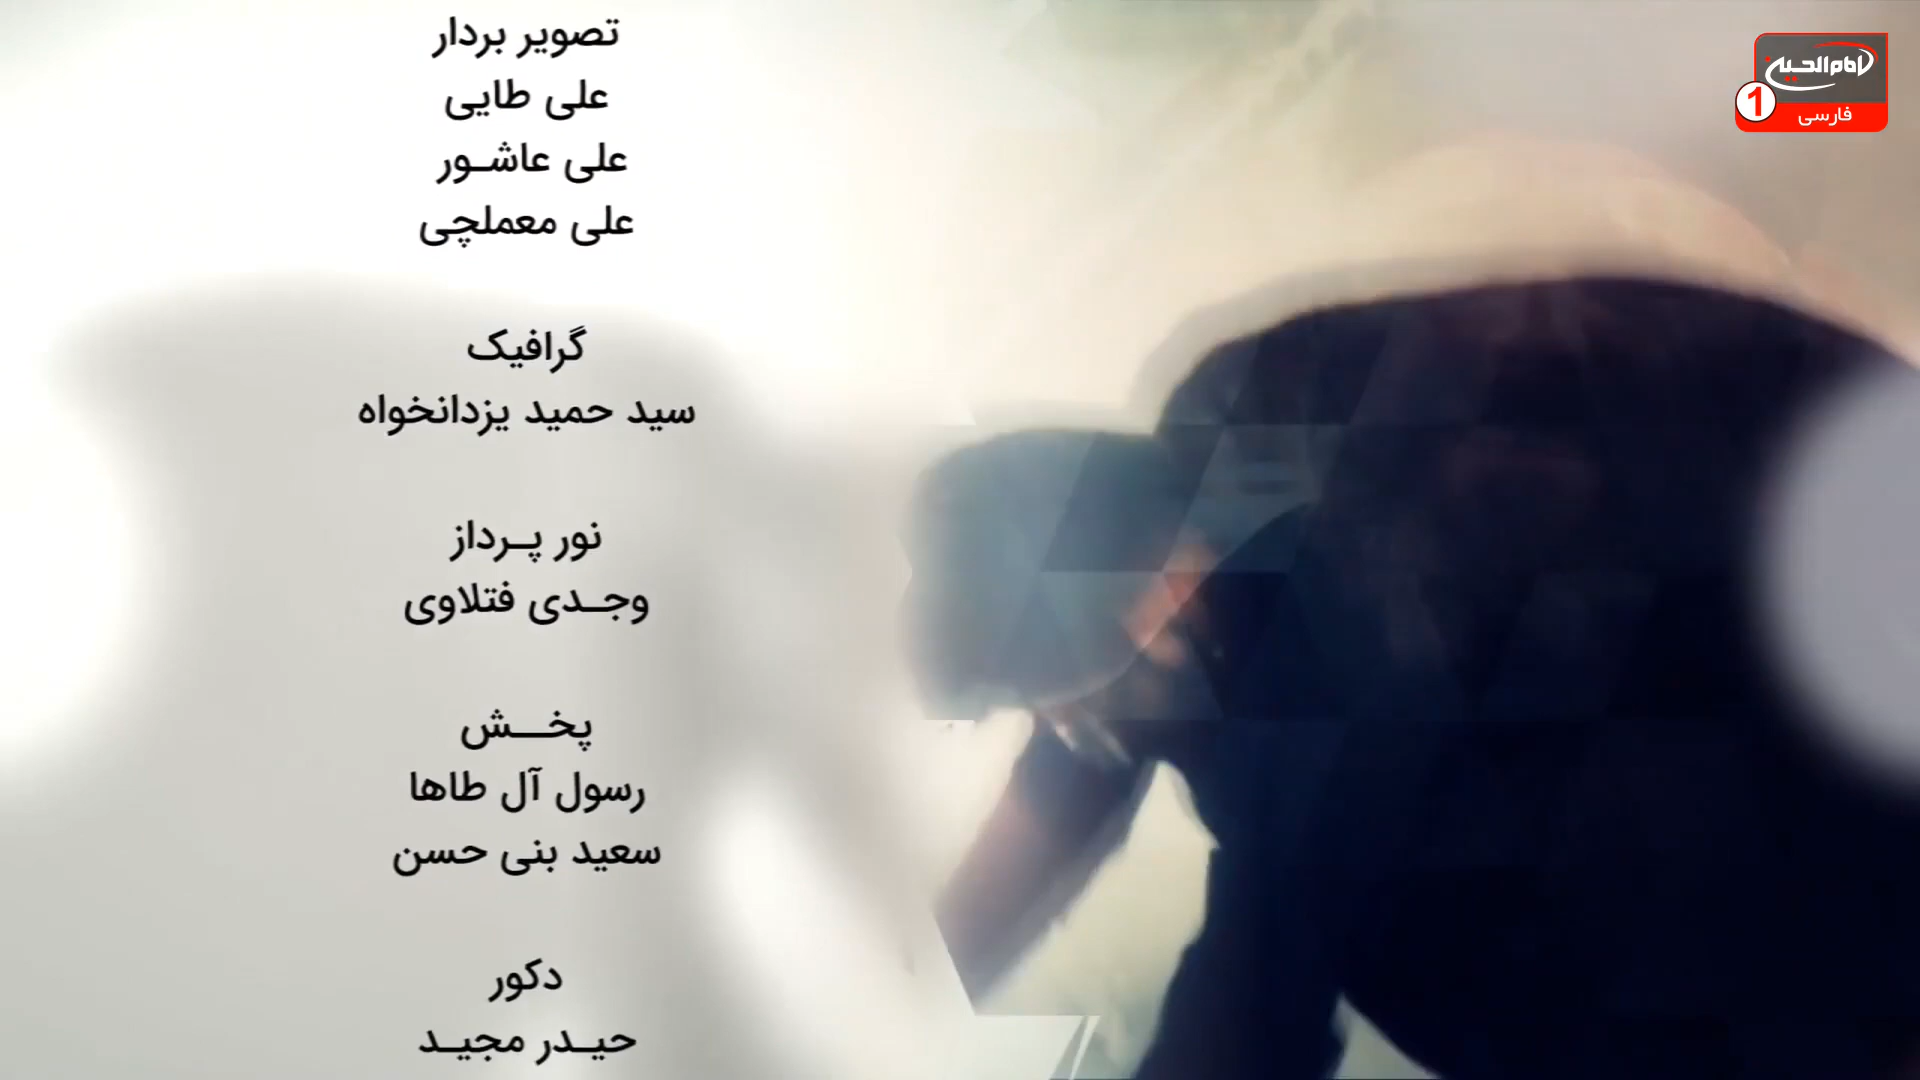 تصویر بردار
علی طایی
علی عاشـور
علی معملچی
گرافیک
سید حمید یزدانخواه
نور پـرداز
وجـدی فتلاوی
پخــش
رسول آل طاها
سعید بنی حسن
دکور
حیـدر مجیـد
امام الحسین
1
فارسی